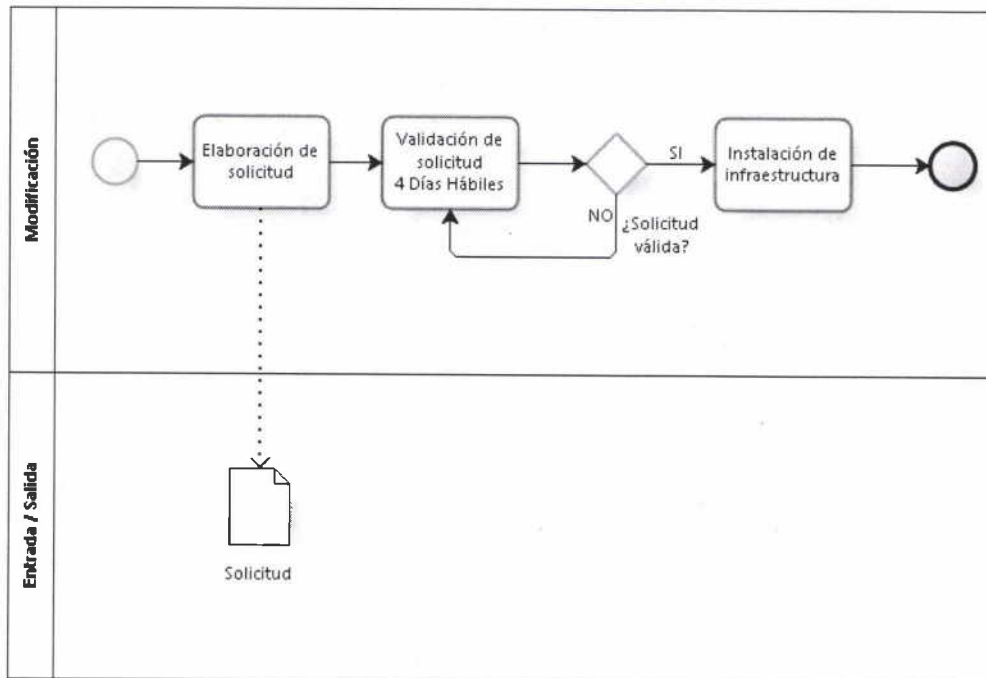 Modificación
Elaboración de
solicitud
Validación de
solicitud
4 Días Hábiles
SI
NO
¿Solicitud
válida?
Instalación de
infraestructura
Entrada / Salida
Solicitud